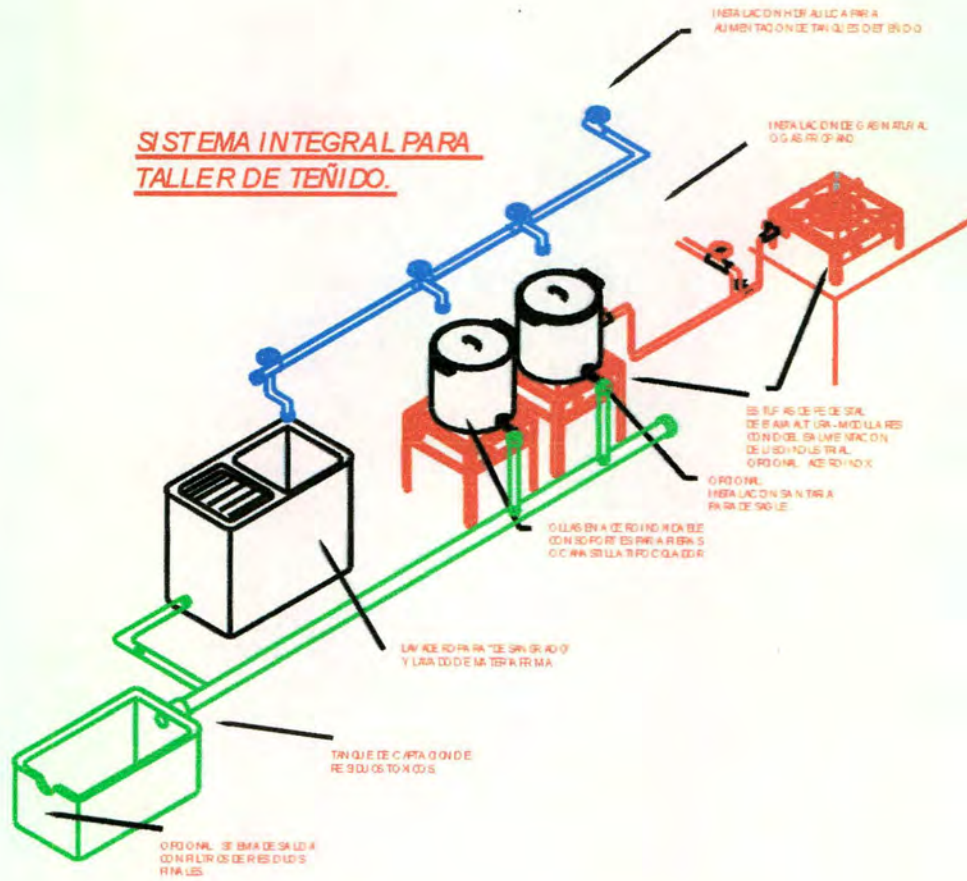 INSTALACION HIDRAULICA PARA
ALIMENTACION DE TANQUES DE TEÑIDO.
SISTEMA INTEGRAL PARA
TALLER DE TEÑIDO.
INSTALACION DE GAS NATURAL
O GAS PROPANO
ESTUFAS DE PEDESTAL
DE BAJA ALTURA - MODULARES
CON DOBLE ALIMENTACION
DE USO INDUSTRIAL
OPCIONAL ACERO INOX
OPCIONAL
INSTALACION SANITARIA
PARA DESAGUE
OLLAS EN ACERO INOXIDABLE
CON SOPORTES PARA FIBRAS
O CANASTILLA TIPO COLADOR
LAVADERO PARA "DESANGRADO"
Y LAVADO DE MATERIA PRIMA
TANQUE DE CAPTACION DE
RESIDUOS TOXICOS.
OPCIONAL SISTEMA DE SALIDA
CON FILTROS DE RESIDUOS
FINALES.